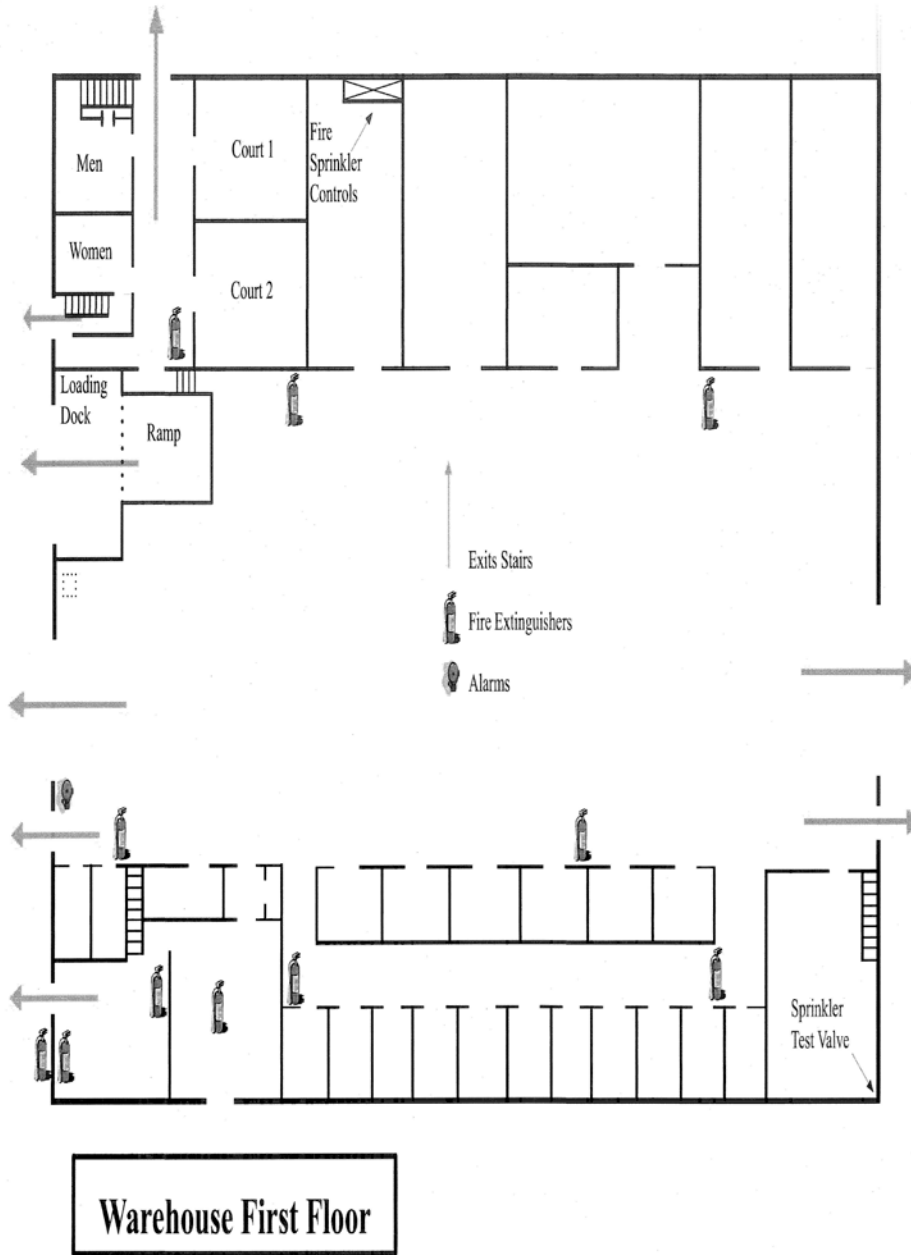 Men
Court 1
Fire
Sprinkler
Controls
Women
Court 2
Loading
Dock
Ramp
Exits Stairs
Fire Extinguishers
Alarms
Sprinkler
Test Valve
Warehouse First Floor